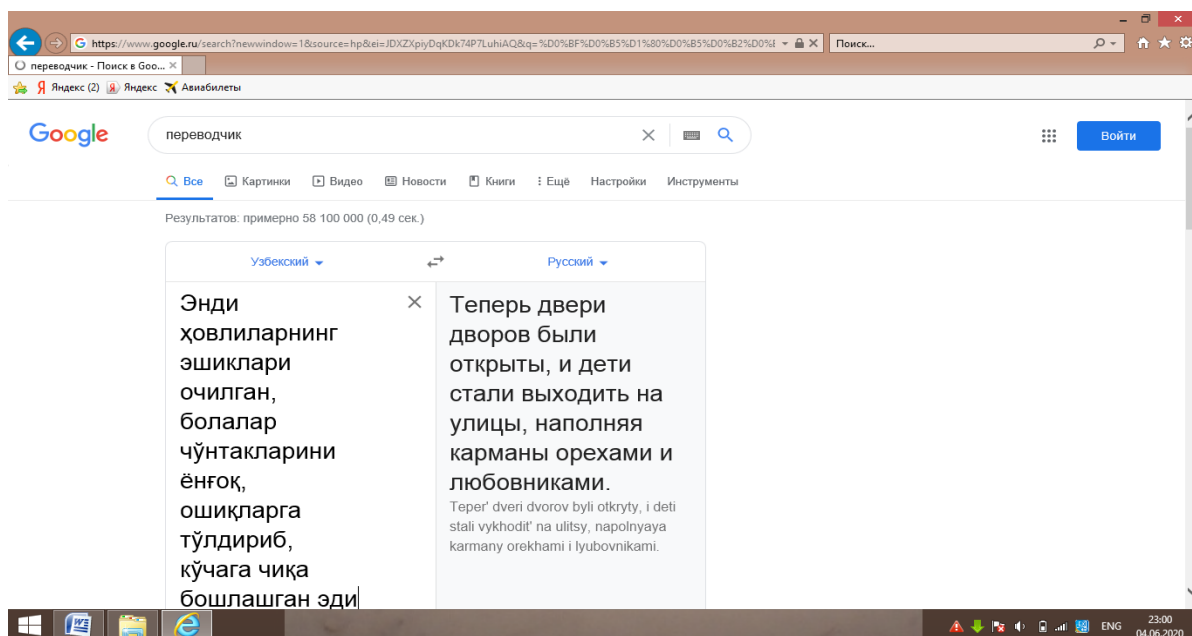 https://www.google.ru/search?newwindow=1&source=hp&ei=JDXZXpiyDqKDk74P7LuhiAQ&q=%D0%BF%D0%B5%D1%80%D0%B5%D0%B2%D0%
Поиск...
переводчик - Поиск в Goo...
Яндекс (2) Яндекс Авиабилеты
Google
переводчик
Войти
Все Картинки Видео Новости Книги Ещё Настройки Инструменты
Результатов: примерно 58 100 000 (0,49 сек.)
Узбекский Русский
Энди
ҳовлиларнинг
эшиклари
очилган,
болалар
чўнтакларини
ёнғоқ,
ошиқларга
тўлдириб,
кўчага чиқа
бошлашган эди
Теперь двери
дворов были
открыты, и дети
стали выходить на
улицы, наполняя
карманы орехами и
любовниками.
Teper' dveri dvorov byli otkryty, i deti
stali vykhodit' na ulitsy, napolnyaya
karmany orekhami i lyubovnikami.
ENG
23:00
04.06.2020